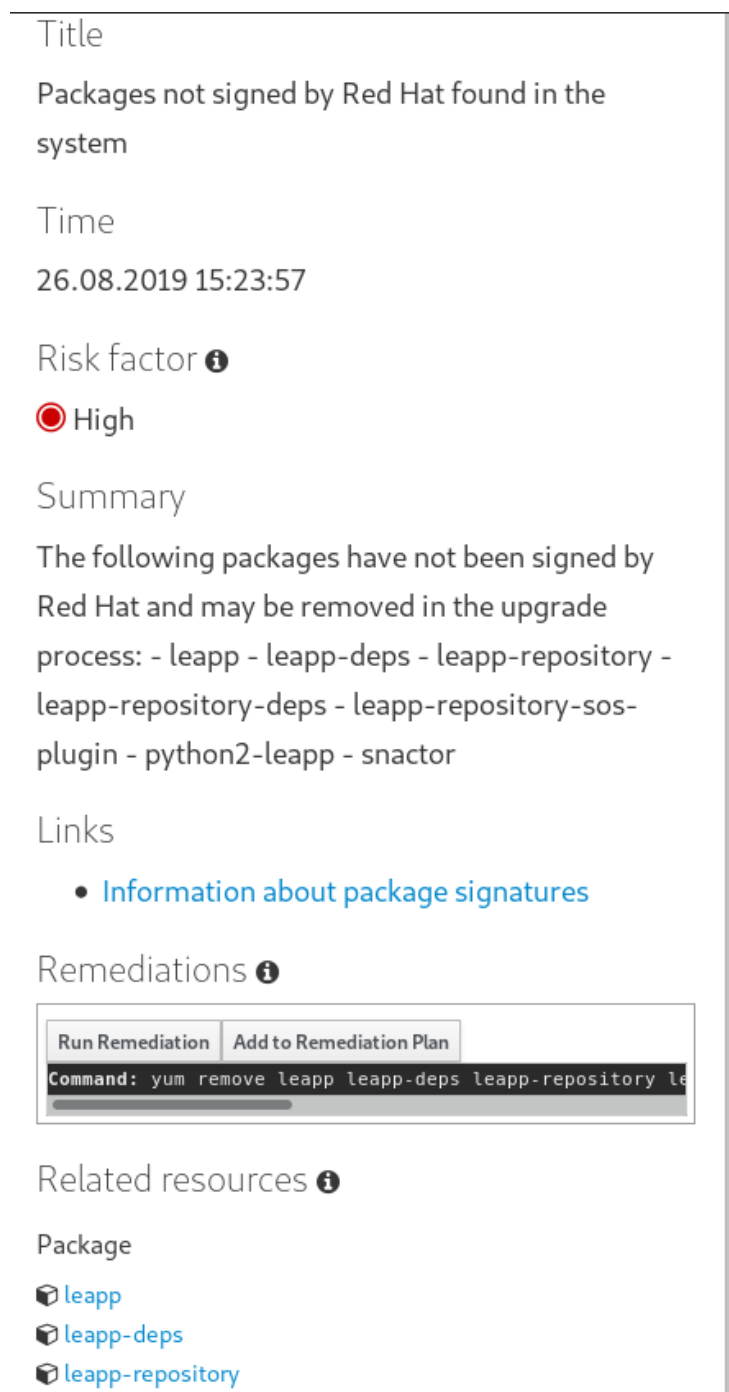 Title
Packages not signed by Red Hat found in the
system
Time
26.08.2019 15:23:57
Risk factor
High
Summary
The following packages have not been signed by
Red Hat and may be removed in the upgrade
process: - leapp - leapp-deps - leapp-repository -
leapp-repository-deps - leapp-repository-sos-
plugin - python2-leapp - snactor
Links
• Information about package signatures
Remediations
Run Remediation Add to Remediation Plan
Command: yum remove leapp leapp-deps leapp-repository le
Related resources
Package
leapp
leapp-deps
leapp-repository